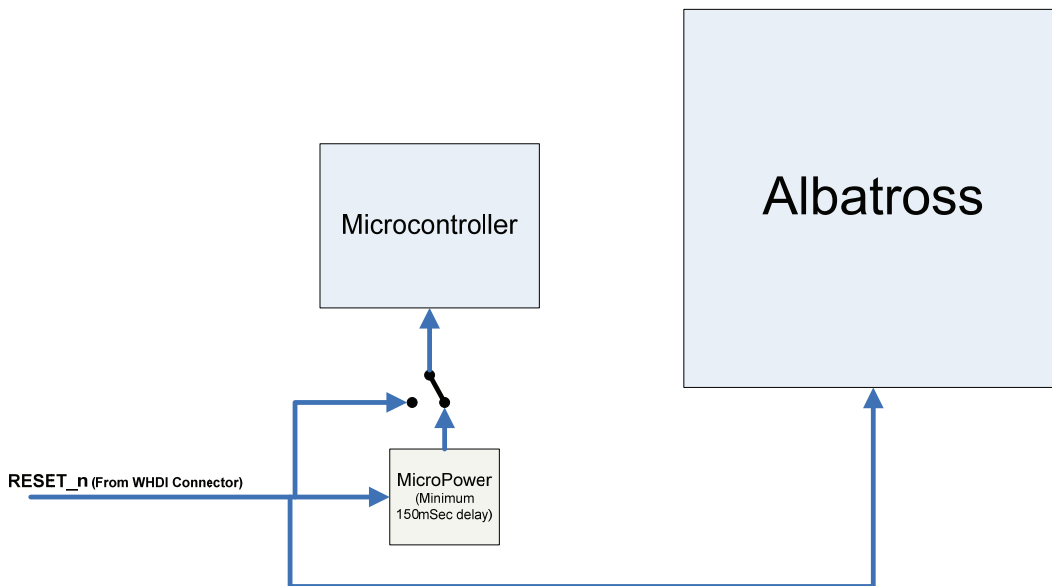 Albatross
Microcontroller
RESET_n (From WHDI Connector)
MicroPower
(Minimum
150mSec delay)